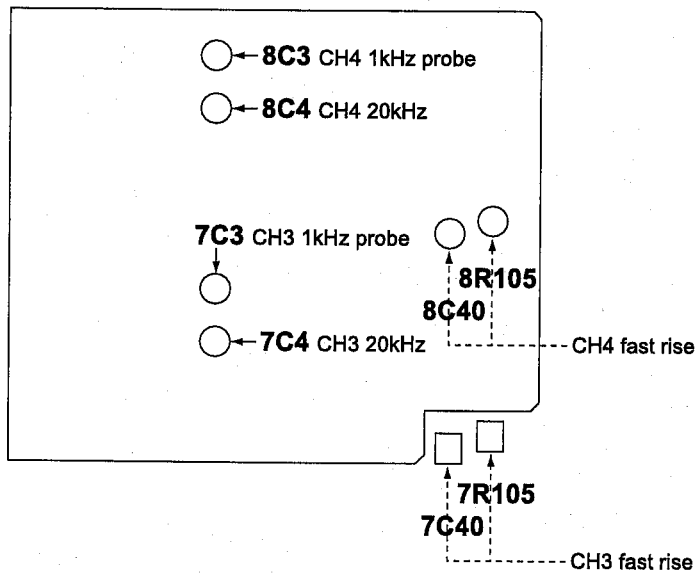 8C3 CH4 1kHz probe
8C4 CH4 20kHz
7C3 CH3 1kHz probe
8R105
8C40
7C4 CH3 20kHz
CH4 fast rise
7R105
7C40
CH3 fast rise